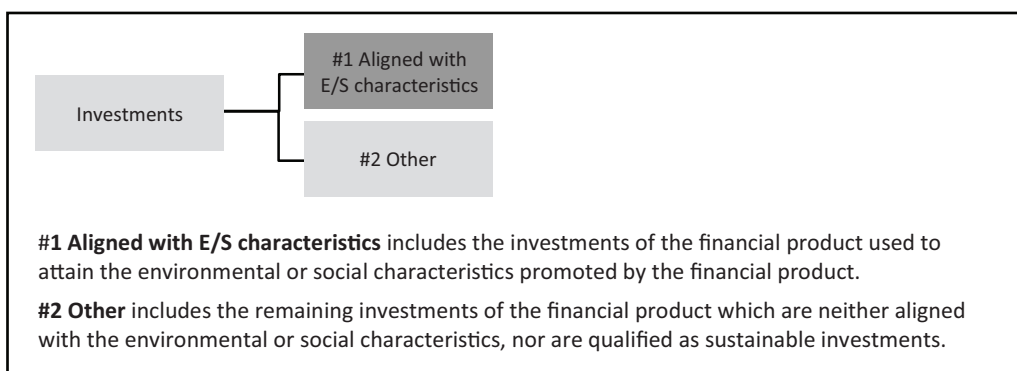 #1 Aligned with
E/S characteristics
Investments
#2 Other
#1 Aligned with E/S characteristics includes the investments of the financial product used to
attain the environmental or social characteristics promoted by the financial product.
#2 Other includes the remaining investments of the financial product which are neither aligned
with the environmental or social characteristics, nor are qualified as sustainable investments.